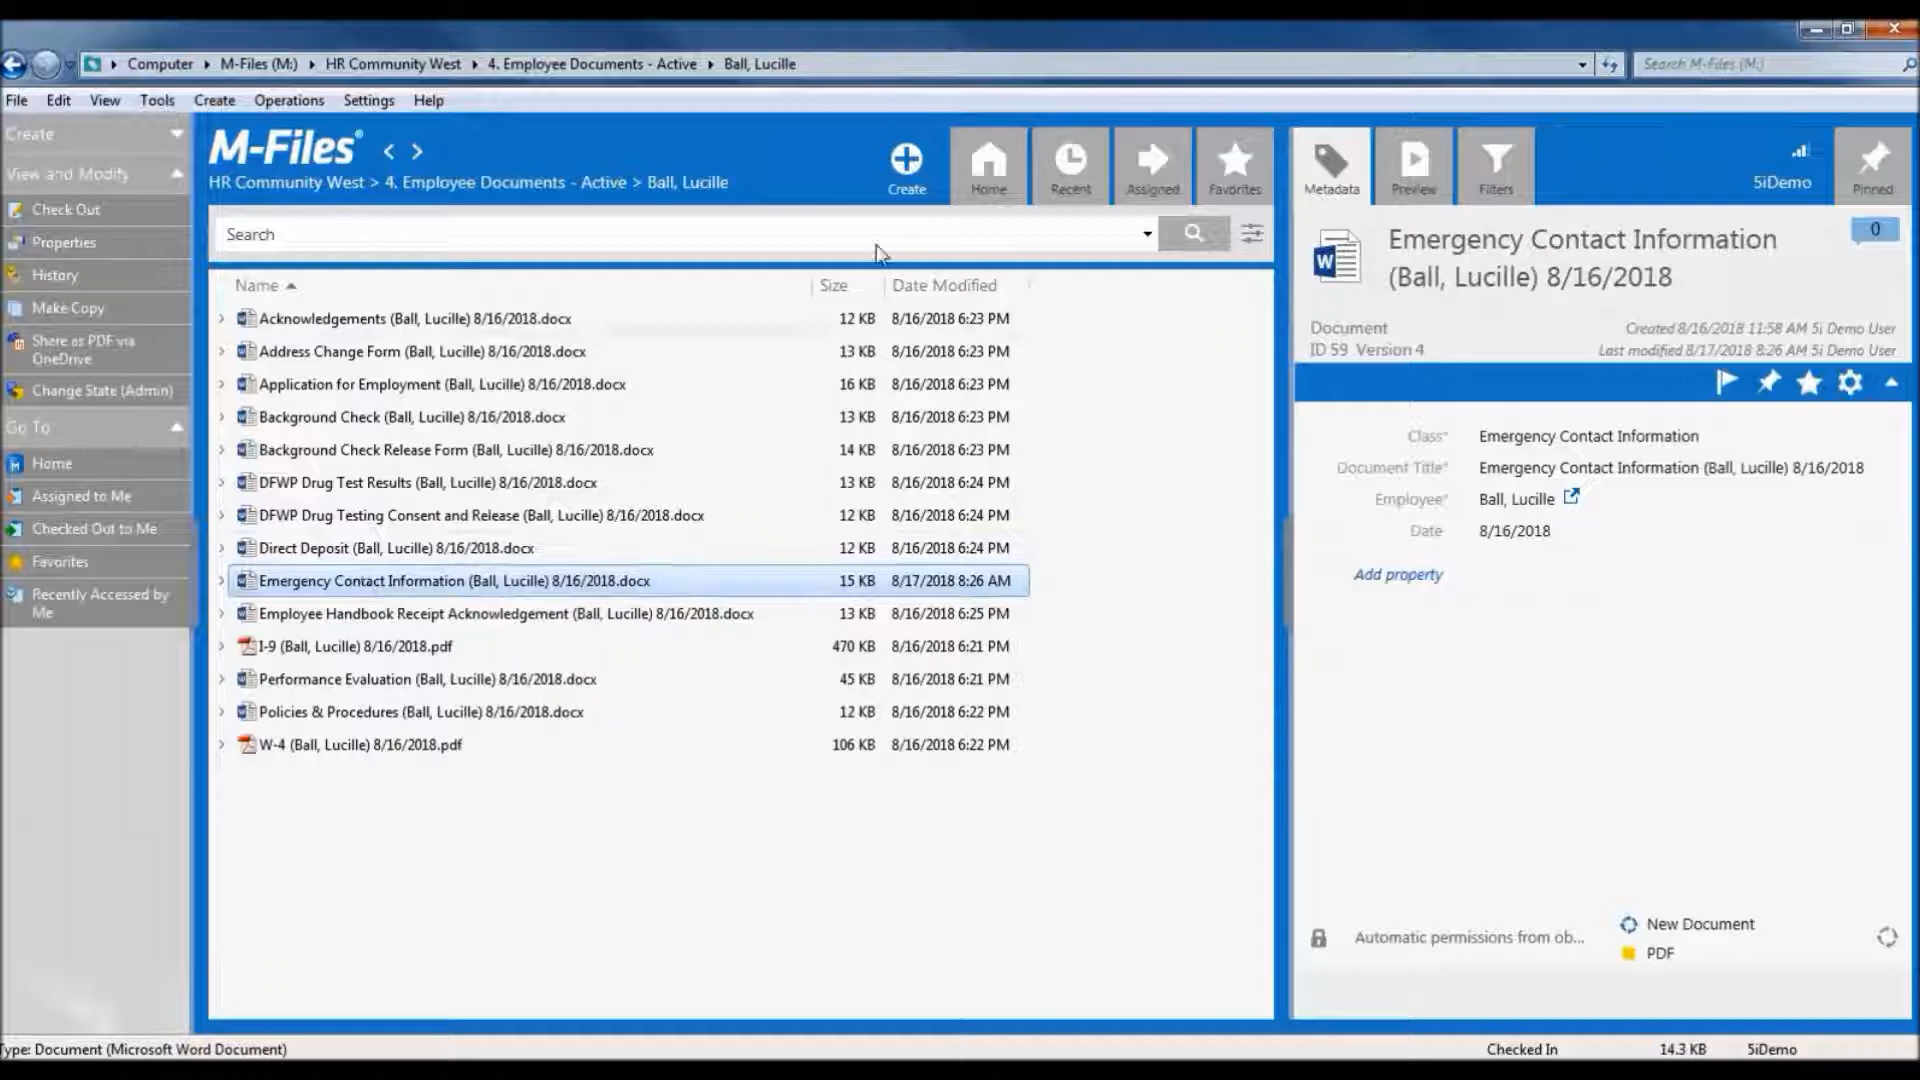 Computer M-Files (M:) HR Community West 4. Employee Documents - Active Ball, Lucille
Search M-Files (M:)
File Edit View Tools Create Operations Settings Help
Create
View and Modify
Check Out
Properties
History
Make Copy
Share as PDF via
OneDrive
Change State (Admin)
Go To
Home
Assigned to Me
Checked Out to Me
Favorites
Recently Accessed by
Me
M-Files®
HR Community West > 4. Employee Documents - Active > Ball, Lucille
Create Home Recent Assigned Favorites
Search
Name Size Date Modified
Acknowledgements (Ball, Lucille) 8/16/2018.docx 12 KB 8/16/2018 6:23 PM
Address Change Form (Ball, Lucille) 8/16/2018.docx 13 KB 8/16/2018 6:23 PM
Application for Employment (Ball, Lucille) 8/16/2018.docx 16 KB 8/16/2018 6:23 PM
Background Check (Ball, Lucille) 8/16/2018.docx 13 KB 8/16/2018 6:23 PM
Background Check Release Form (Ball, Lucille) 8/16/2018.docx 14 KB 8/16/2018 6:23 PM
DFWP Drug Test Results (Ball, Lucille) 8/16/2018.docx 13 KB 8/16/2018 6:24 PM
DFWP Drug Testing Consent and Release (Ball, Lucille) 8/16/2018.docx 12 KB 8/16/2018 6:24 PM
Direct Deposit (Ball, Lucille) 8/16/2018.docx 12 KB 8/16/2018 6:24 PM
Emergency Contact Information (Ball, Lucille) 8/16/2018.docx 15 KB 8/17/2018 8:26 AM
Employee Handbook Receipt Acknowledgement (Ball, Lucille) 8/16/2018.docx 13 KB 8/16/2018 6:25 PM
I-9 (Ball, Lucille) 8/16/2018.pdf 470 KB 8/16/2018 6:21 PM
Performance Evaluation (Ball, Lucille) 8/16/2018.docx 45 KB 8/16/2018 6:21 PM
Policies & Procedures (Ball, Lucille) 8/16/2018.docx 12 KB 8/16/2018 6:22 PM
W-4 (Ball, Lucille) 8/16/2018.pdf 106 KB 8/16/2018 6:22 PM
Metadata Preview Filters 5iDemo Pinned
Emergency Contact Information
(Ball, Lucille) 8/16/2018
0
Document Created 8/16/2018 11:58 AM 5i Demo User
ID 59 Version 4 Last modified 8/17/2018 8:26 AM 5i Demo User
Class* Emergency Contact Information
Document Title* Emergency Contact Information (Ball, Lucille) 8/16/2018
Employee* Ball, Lucille
Date 8/16/2018
Add property
Automatic permissions from ob...
New Document
PDF
Type: Document (Microsoft Word Document) Checked In 14.3 KB 5iDemo